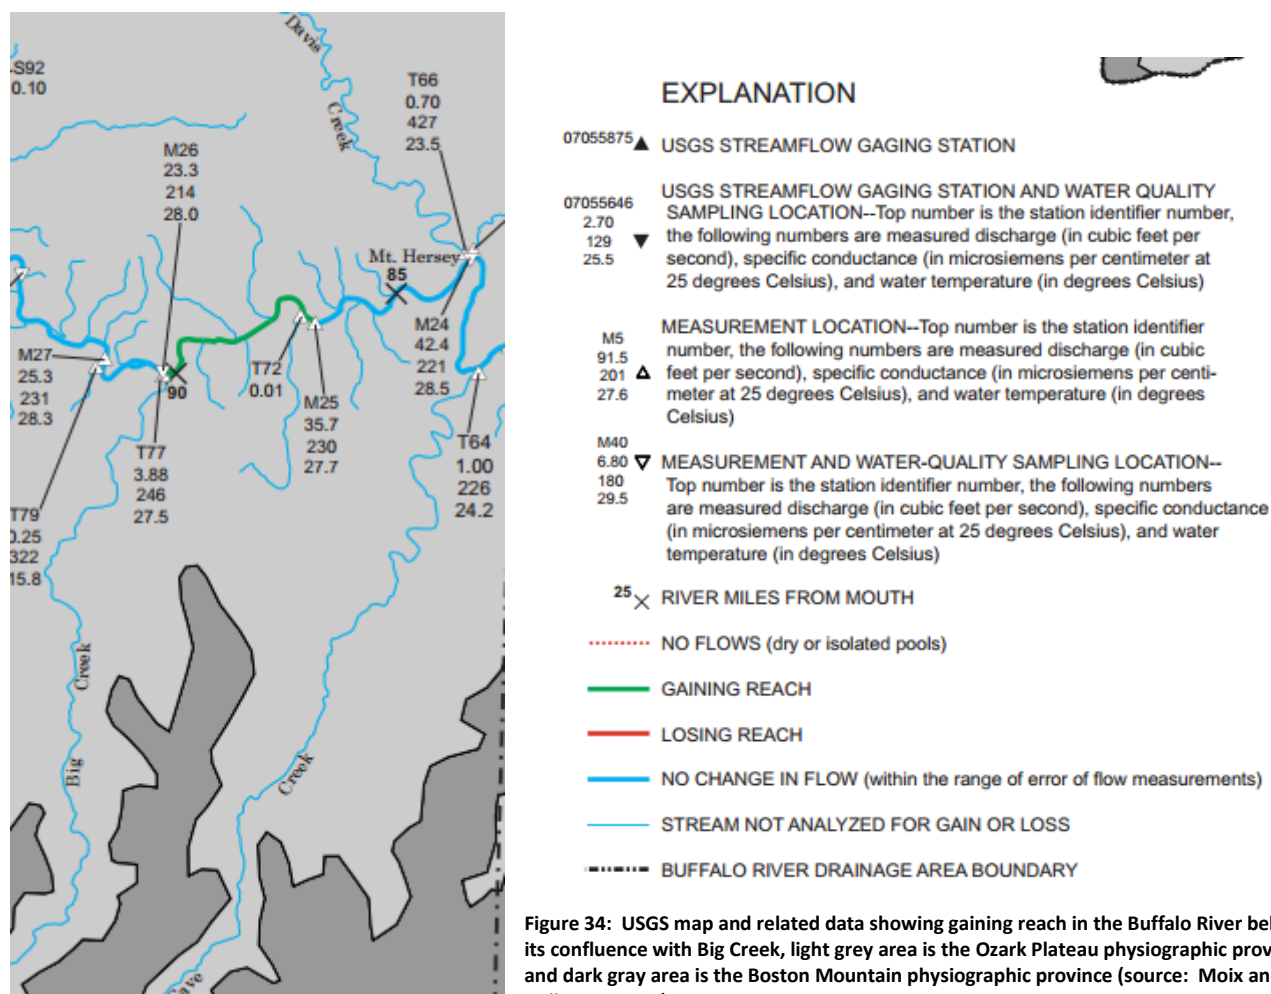 Davis
Creek
-S92
0.10
T66
0.70
427
23.5
M26
23.3
214
28.0
Mt. Hersey
85
M27
25.3
231
28.3
90
T72
0.01
M24
42.4
221
28.5
M25
35.7
230
27.7
T77
3.88
246
27.5
T64
1.00
226
24.2
T79
0.25
322
15.8
Creek
Big
Creek
EXPLANATION
07055875 USGS STREAMFLOW GAGING STATION
07055646
2.70
129
25.5
USGS STREAMFLOW GAGING STATION AND WATER QUALITY
SAMPLING LOCATION--Top number is the station identifier number,
the following numbers are measured discharge (in cubic feet per
second), specific conductance (in microsiemens per centimeter at
25 degrees Celsius), and water temperature (in degrees Celsius)
M5
91.5
201
27.6
MEASUREMENT LOCATION--Top number is the station identifier
number, the following numbers are measured discharge (in cubic
feet per second), specific conductance (in microsiemens per centi-
meter at 25 degrees Celsius), and water temperature (in degrees
Celsius)
M40
6.80
180
29.5
MEASUREMENT AND WATER-QUALITY SAMPLING LOCATION--
Top number is the station identifier number, the following numbers
are measured discharge (in cubic feet per second), specific conductance
(in microsiemens per centimeter at 25 degrees Celsius), and water
temperature (in degrees Celsius)
25 RIVER MILES FROM MOUTH
NO FLOWS (dry or isolated pools)
GAINING REACH
LOSING REACH
NO CHANGE IN FLOW (within the range of error of flow measurements)
STREAM NOT ANALYZED FOR GAIN OR LOSS
BUFFALO RIVER DRAINAGE AREA BOUNDARY
Figure 34: USGS map and related data showing gaining reach in the Buffalo River bel
its confluence with Big Creek, light grey area is the Ozark Plateau physiographic prov
and dark gray area is the Boston Mountain physiographic province (source: Moix an